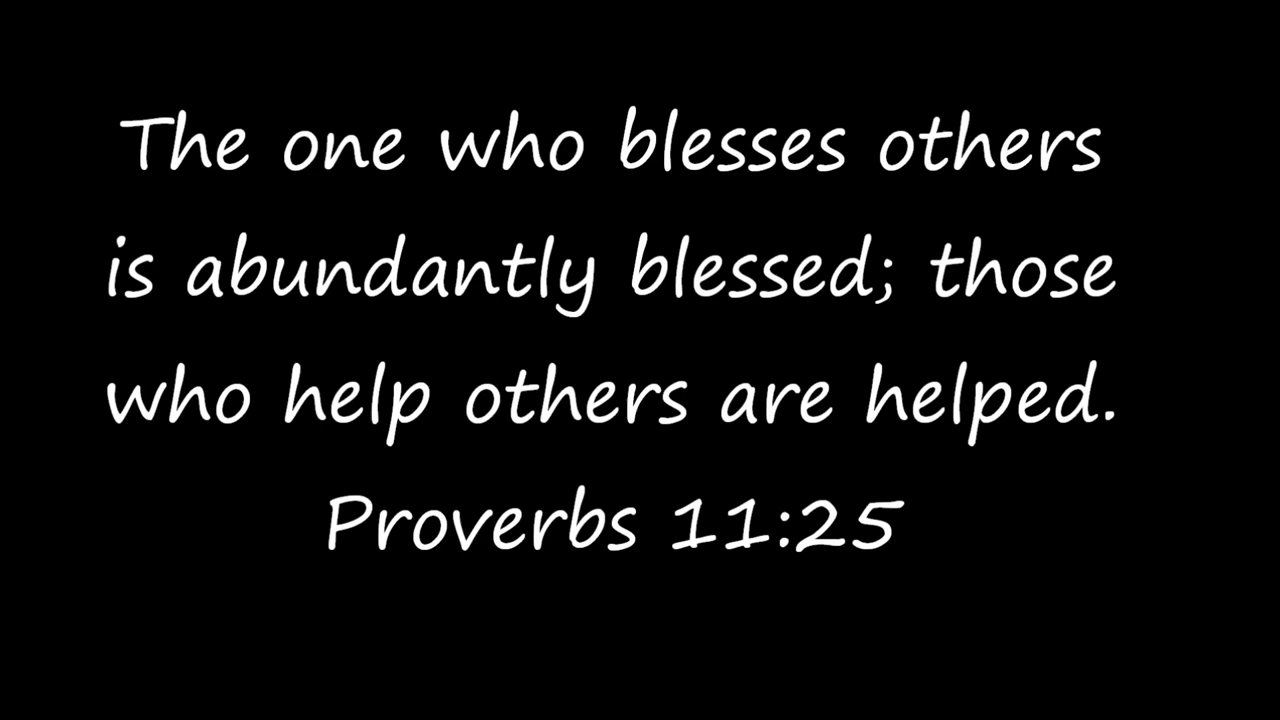 The one who blesses others
is abundantly blessed; those
who help others are helped.
Proverbs 11:25